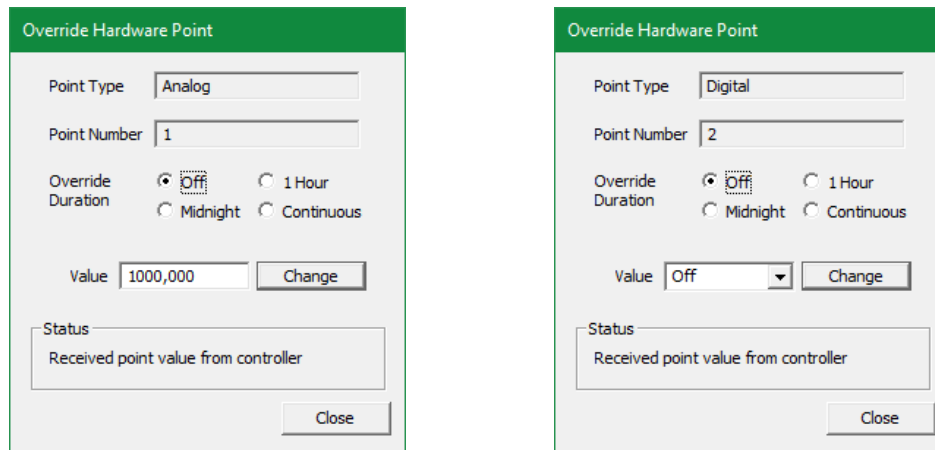 Override Hardware Point
Point Type Analog
Point Number 1
Override Duration
Off 1 Hour
Midnight Continuous
Value 1000,000 Change
Status
Received point value from controller
Close
Override Hardware Point
Point Type Digital
Point Number 2
Override Duration
Off 1 Hour
Midnight Continuous
Value Off Change
Status
Received point value from controller
Close